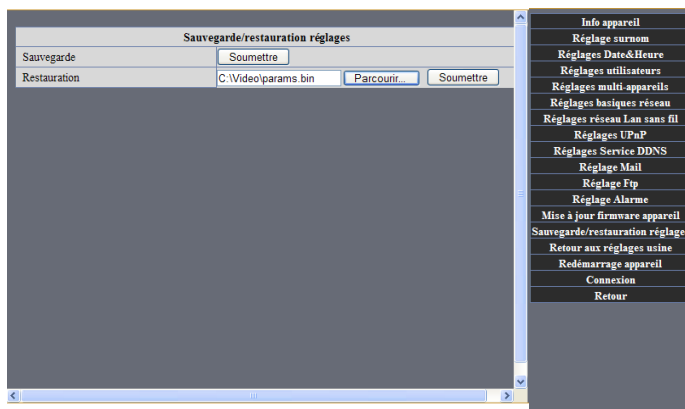 Sauvegarde/restauration réglages
Sauvegarde Soumettre
Restauration C:\Video\params.bin Parcourir... Soumettre
Info appareil
Réglage surnom
Réglages Date&Heure
Réglages utilisateurs
Réglages multi-appareils
Réglages basiques réseau
Réglages réseau Lan sans fil
Réglages UPnP
Réglages Service DDNS
Réglage Mail
Réglage Ftp
Réglage Alarme
Mise à jour firmware appareil
Sauvegarde/restauration réglage
Retour aux réglages usine
Redémarrage appareil
Connexion
Retour